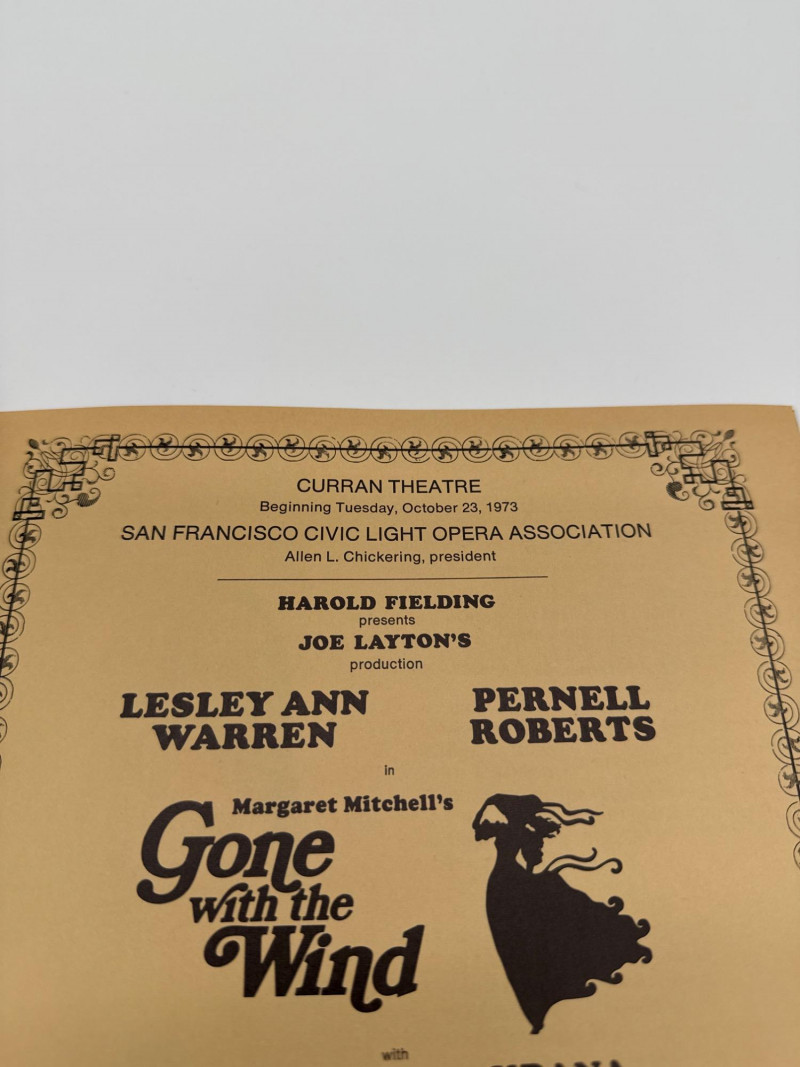 CURRAN THEATRE
Beginning Tuesday, October 23, 1973
SAN FRANCISCO CIVIC LIGHT OPERA ASSOCIATION
Allen L. Chickering, president
HAROLD FIELDING
presents
JOE LAYTON'S
production
LESLEY ANN WARREN
PERNELL ROBERTS
in
Margaret Mitchell's
Gone
with the
Wind
with